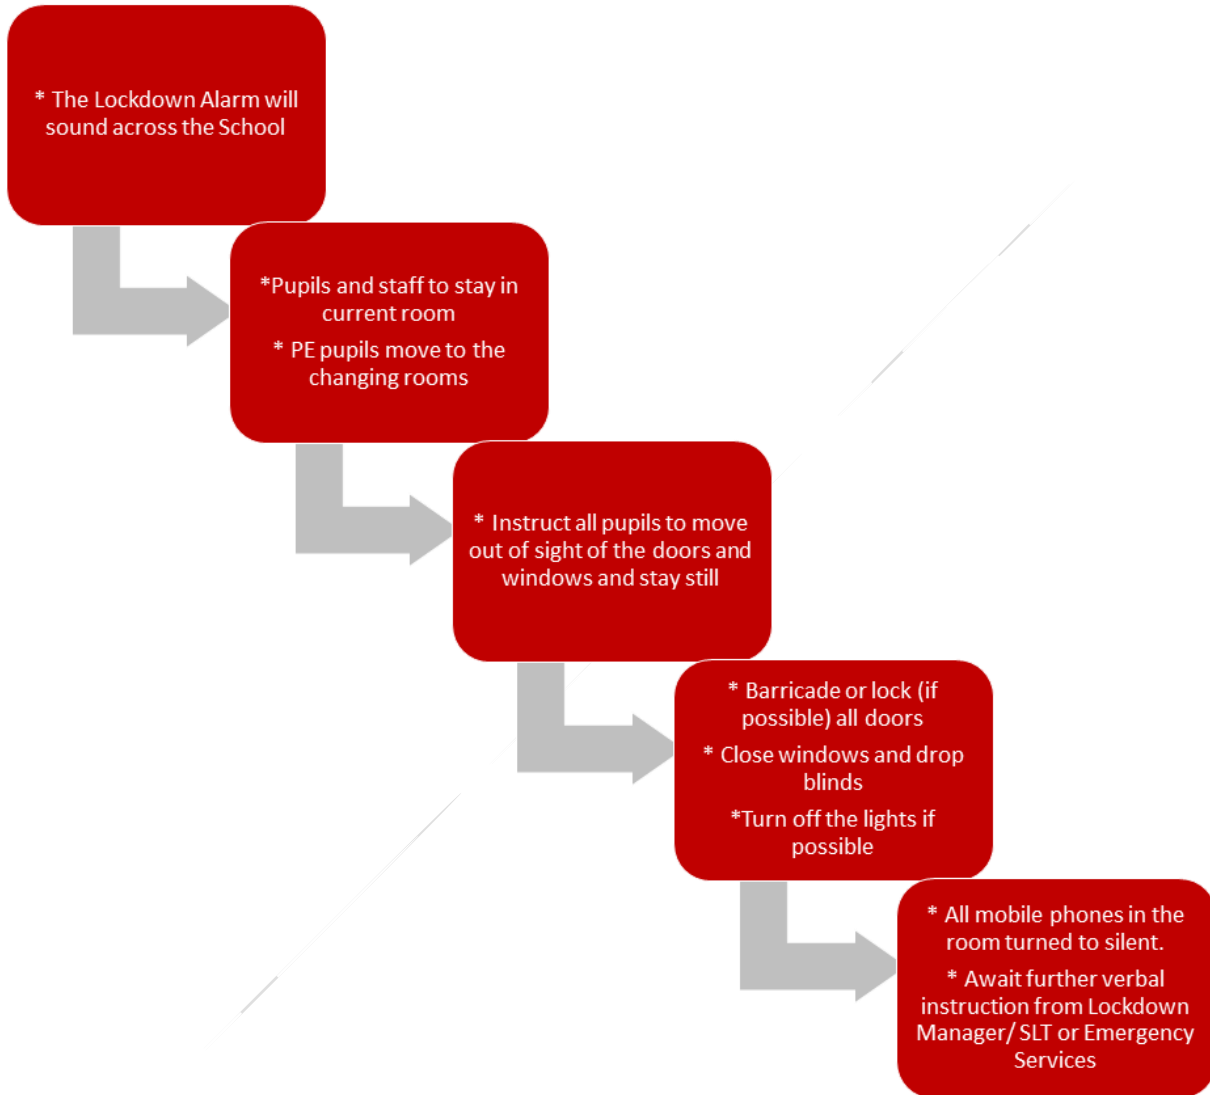 * The Lockdown Alarm will
sound across the School
*Pupils and staff to stay in
current room
* PE pupils move to the
changing rooms
* Instruct all pupils to move
out of sight of the doors and
windows and stay still
* Barricade or lock (if
possible) all doors
* Close windows and drop
blinds
*Turn off the lights if
possible
* All mobile phones in the
room turned to silent.
* Await further verbal
instruction from Lockdown
Manager/ SLT or Emergency
Services